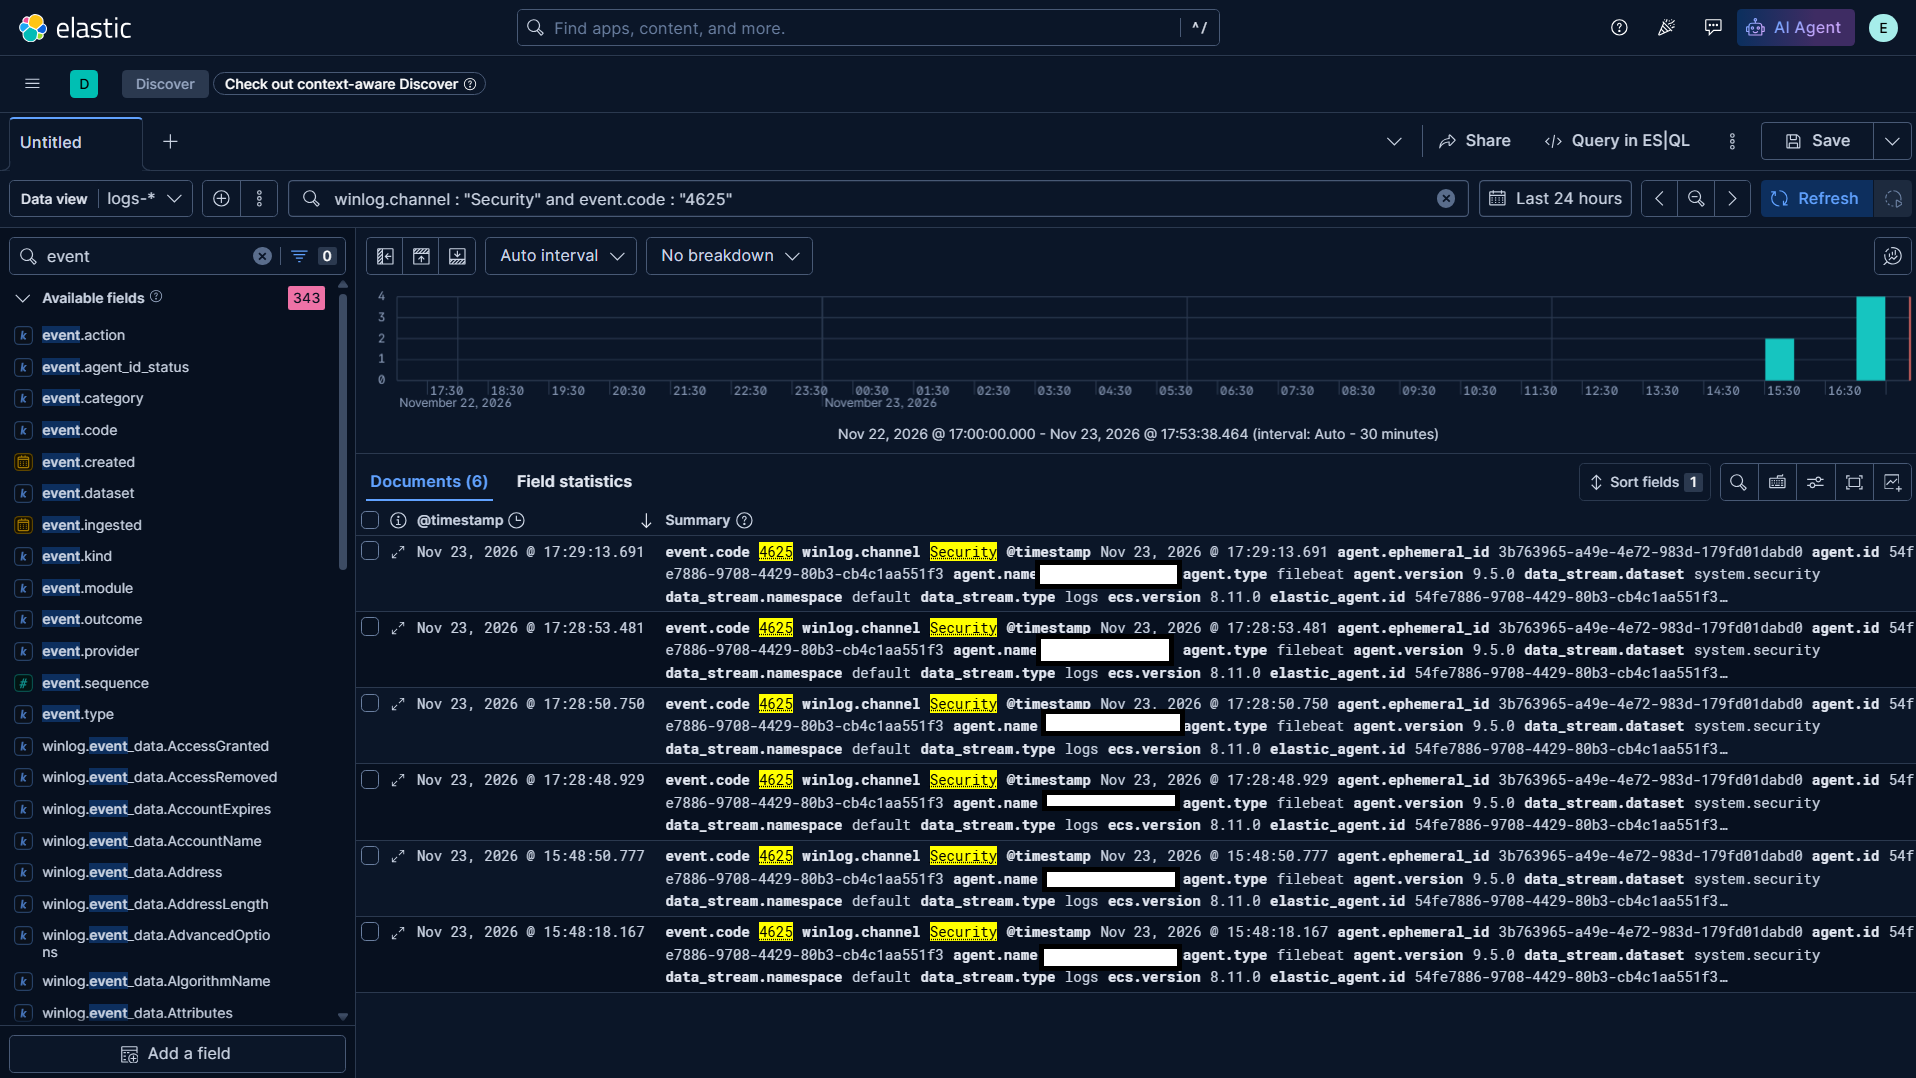 elastic
Find apps, content, and more.
^/
AI Agent
E
D
Discover
Check out context-aware Discover
Untitled
Share
Query in ES|QL
Save
Data view logs-*
winlog.channel : "Security" and event.code : "4625"
Last 24 hours
Refresh
event
0
Auto interval
No breakdown
Available fields
343
event.action
event.agent_id_status
event.category
event.code
event.created
event.dataset
event.ingested
event.kind
event.module
event.outcome
event.provider
event.sequence
event.type
winlog.event_data.AccessGranted
winlog.event_data.AccessRemoved
winlog.event_data.AccountExpires
winlog.event_data.AccountName
winlog.event_data.Address
winlog.event_data.AddressLength
winlog.event_data.AdvancedOptio
ns
winlog.event_data.AlgorithmName
winlog.event_data.Attributes
Add a field
4
3
2
1
0
17:30 18:30 19:30 20:30 21:30 22:30 23:30 00:30 01:30 02:30 03:30 04:30 05:30 06:30 07:30 08:30 09:30 10:30 11:30 12:30 13:30 14:30 15:30 16:30
November 22, 2026 November 23, 2026
Nov 22, 2026 @ 17:00:00.000 - Nov 23, 2026 @ 17:53:38.464 (interval: Auto - 30 minutes)
Documents (6) Field statistics
Sort fields 1
@timestamp Summary
Nov 23, 2026 @ 17:29:13.691 event.code 4625 winlog.channel Security @timestamp Nov 23, 2026 @ 17:29:13.691 agent.ephemeral_id 3b763965-a49e-4e72-983d-179fd01dabd0 agent.id 54f
e7886-9708-4429-80b3-cb4c1aa551f3 agent.name agent.type filebeat agent.version 9.5.0 data_stream.dataset system.security
data_stream.namespace default data_stream.type logs ecs.version 8.11.0 elastic_agent.id 54fe7886-9708-4429-80b3-cb4c1aa551f3…
Nov 23, 2026 @ 17:28:53.481 event.code 4625 winlog.channel Security @timestamp Nov 23, 2026 @ 17:28:53.481 agent.ephemeral_id 3b763965-a49e-4e72-983d-179fd01dabd0 agent.id 54f
e7886-9708-4429-80b3-cb4c1aa551f3 agent.name agent.type filebeat agent.version 9.5.0 data_stream.dataset system.security
data_stream.namespace default data_stream.type logs ecs.version 8.11.0 elastic_agent.id 54fe7886-9708-4429-80b3-cb4c1aa551f3…
Nov 23, 2026 @ 17:28:50.750 event.code 4625 winlog.channel Security @timestamp Nov 23, 2026 @ 17:28:50.750 agent.ephemeral_id 3b763965-a49e-4e72-983d-179fd01dabd0 agent.id 54f
e7886-9708-4429-80b3-cb4c1aa551f3 agent.name agent.type filebeat agent.version 9.5.0 data_stream.dataset system.security
data_stream.namespace default data_stream.type logs ecs.version 8.11.0 elastic_agent.id 54fe7886-9708-4429-80b3-cb4c1aa551f3…
Nov 23, 2026 @ 17:28:48.929 event.code 4625 winlog.channel Security @timestamp Nov 23, 2026 @ 17:28:48.929 agent.ephemeral_id 3b763965-a49e-4e72-983d-179fd01dabd0 agent.id 54f
e7886-9708-4429-80b3-cb4c1aa551f3 agent.name agent.type filebeat agent.version 9.5.0 data_stream.dataset system.security
data_stream.namespace default data_stream.type logs ecs.version 8.11.0 elastic_agent.id 54fe7886-9708-4429-80b3-cb4c1aa551f3…
Nov 23, 2026 @ 15:48:50.777 event.code 4625 winlog.channel Security @timestamp Nov 23, 2026 @ 15:48:50.777 agent.ephemeral_id 3b763965-a49e-4e72-983d-179fd01dabd0 agent.id 54f
e7886-9708-4429-80b3-cb4c1aa551f3 agent.name agent.type filebeat agent.version 9.5.0 data_stream.dataset system.security
data_stream.namespace default data_stream.type logs ecs.version 8.11.0 elastic_agent.id 54fe7886-9708-4429-80b3-cb4c1aa551f3…
Nov 23, 2026 @ 15:48:18.167 event.code 4625 winlog.channel Security @timestamp Nov 23, 2026 @ 15:48:18.167 agent.ephemeral_id 3b763965-a49e-4e72-983d-179fd01dabd0 agent.id 54f
e7886-9708-4429-80b3-cb4c1aa551f3 agent.name agent.type filebeat agent.version 9.5.0 data_stream.dataset system.security
data_stream.namespace default data_stream.type logs ecs.version 8.11.0 elastic_agent.id 54fe7886-9708-4429-80b3-cb4c1aa551f3…